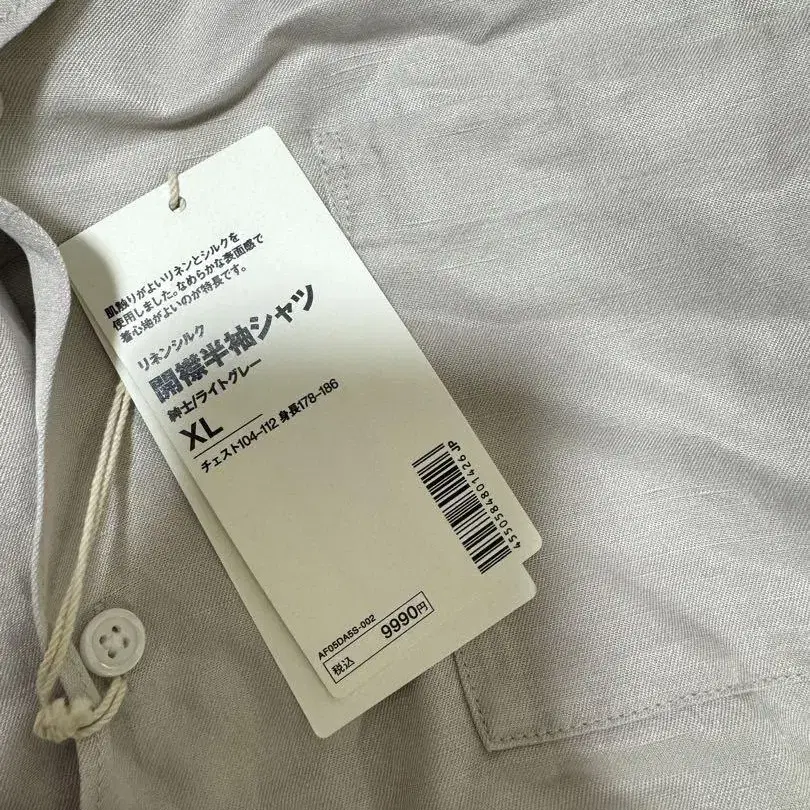 肌触りがよいリネンとシルクを
使用しました。なめらかな表面感で
着心地がよいのが特長です。
リネンシルク
開襟半袖シャツ
紳士/ライトグレー
XL
チェスト104-112 身長178-186
4550584801426-JP
AF05DA5S-002
税込 9990円